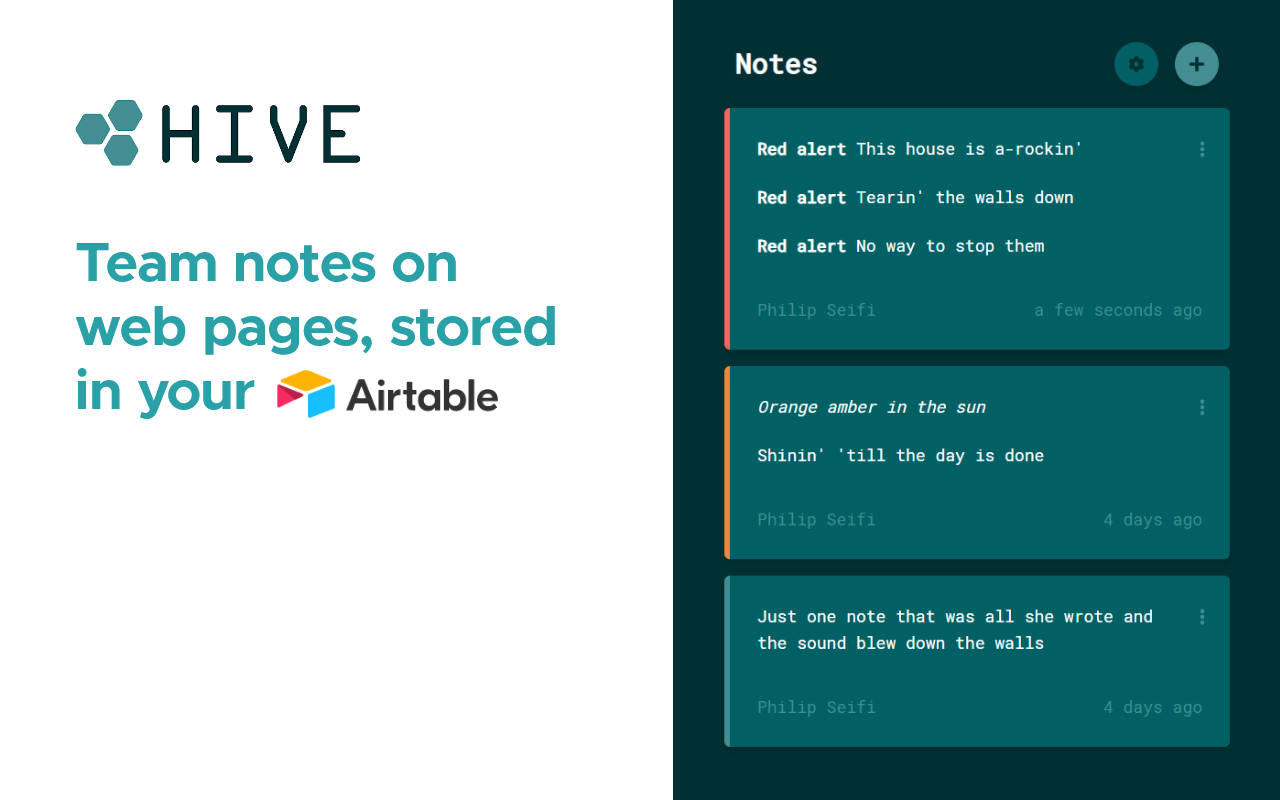 HIVE
Team notes on
web pages, stored
in your Airtable
Notes
Red alert This house is a-rockin'
Red alert Tearin' the walls down
Red alert No way to stop them
Philip Seifi a few seconds ago
Orange amber in the sun
Shinin' 'till the day is done
Philip Seifi 4 days ago
Just one note that was all she wrote and
the sound blew down the walls
Philip Seifi 4 days ago